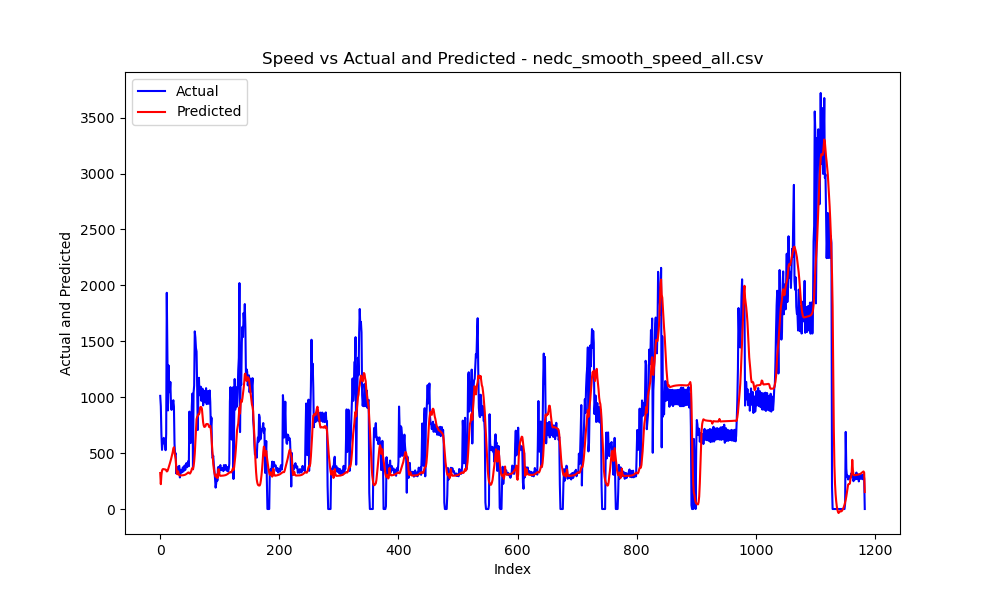 Speed vs Actual and Predicted - nedc_smooth_speed_all.csv
Actual
Predicted
3500
3000
2500
2000
1500
1000
500
0
Actual and Predicted
0 200 400 600 800 1000 1200
Index